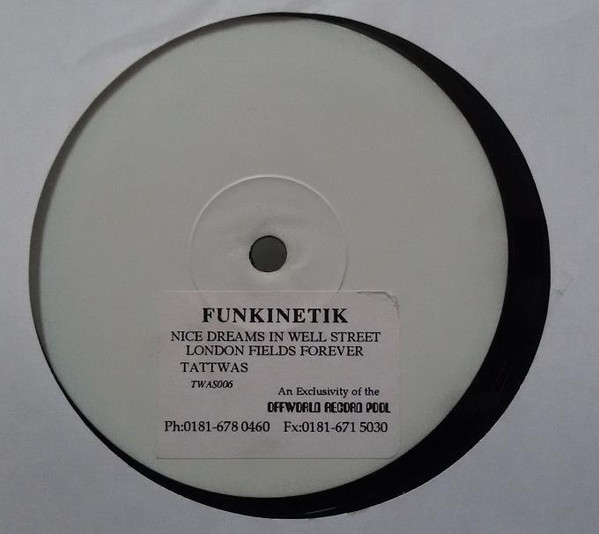 FUNKINETIK
NICE DREAMS IN WELL STREET
LONDON FIELDS FOREVER
TATTWAS
TWAS006
An Exclusivity of the
OFFWORLD RECORD POOL
Ph:0181-678 0460 Fx:0181-671 5030